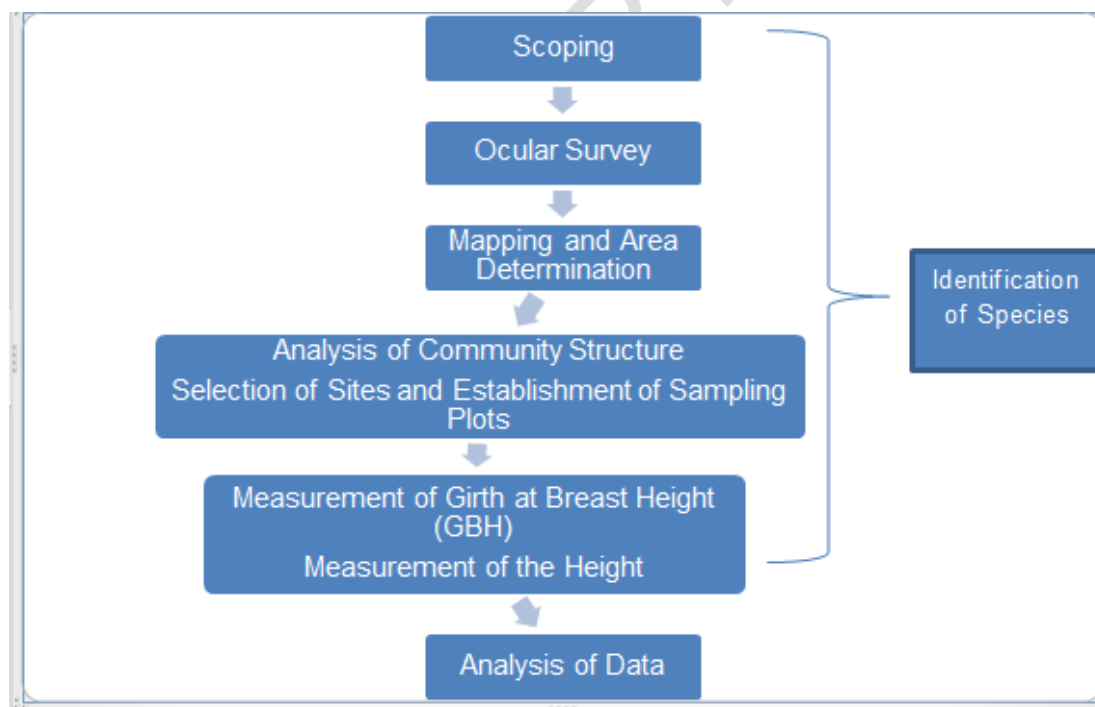 Scoping
Ocular Survey
Mapping and Area
Determination
Analysis of Community Structure
Selection of Sites and Establishment of Sampling
Plots
Measurement of Girth at Breast Height
(GBH)
Measurement of the Height
Analysis of Data
Identification
of Species